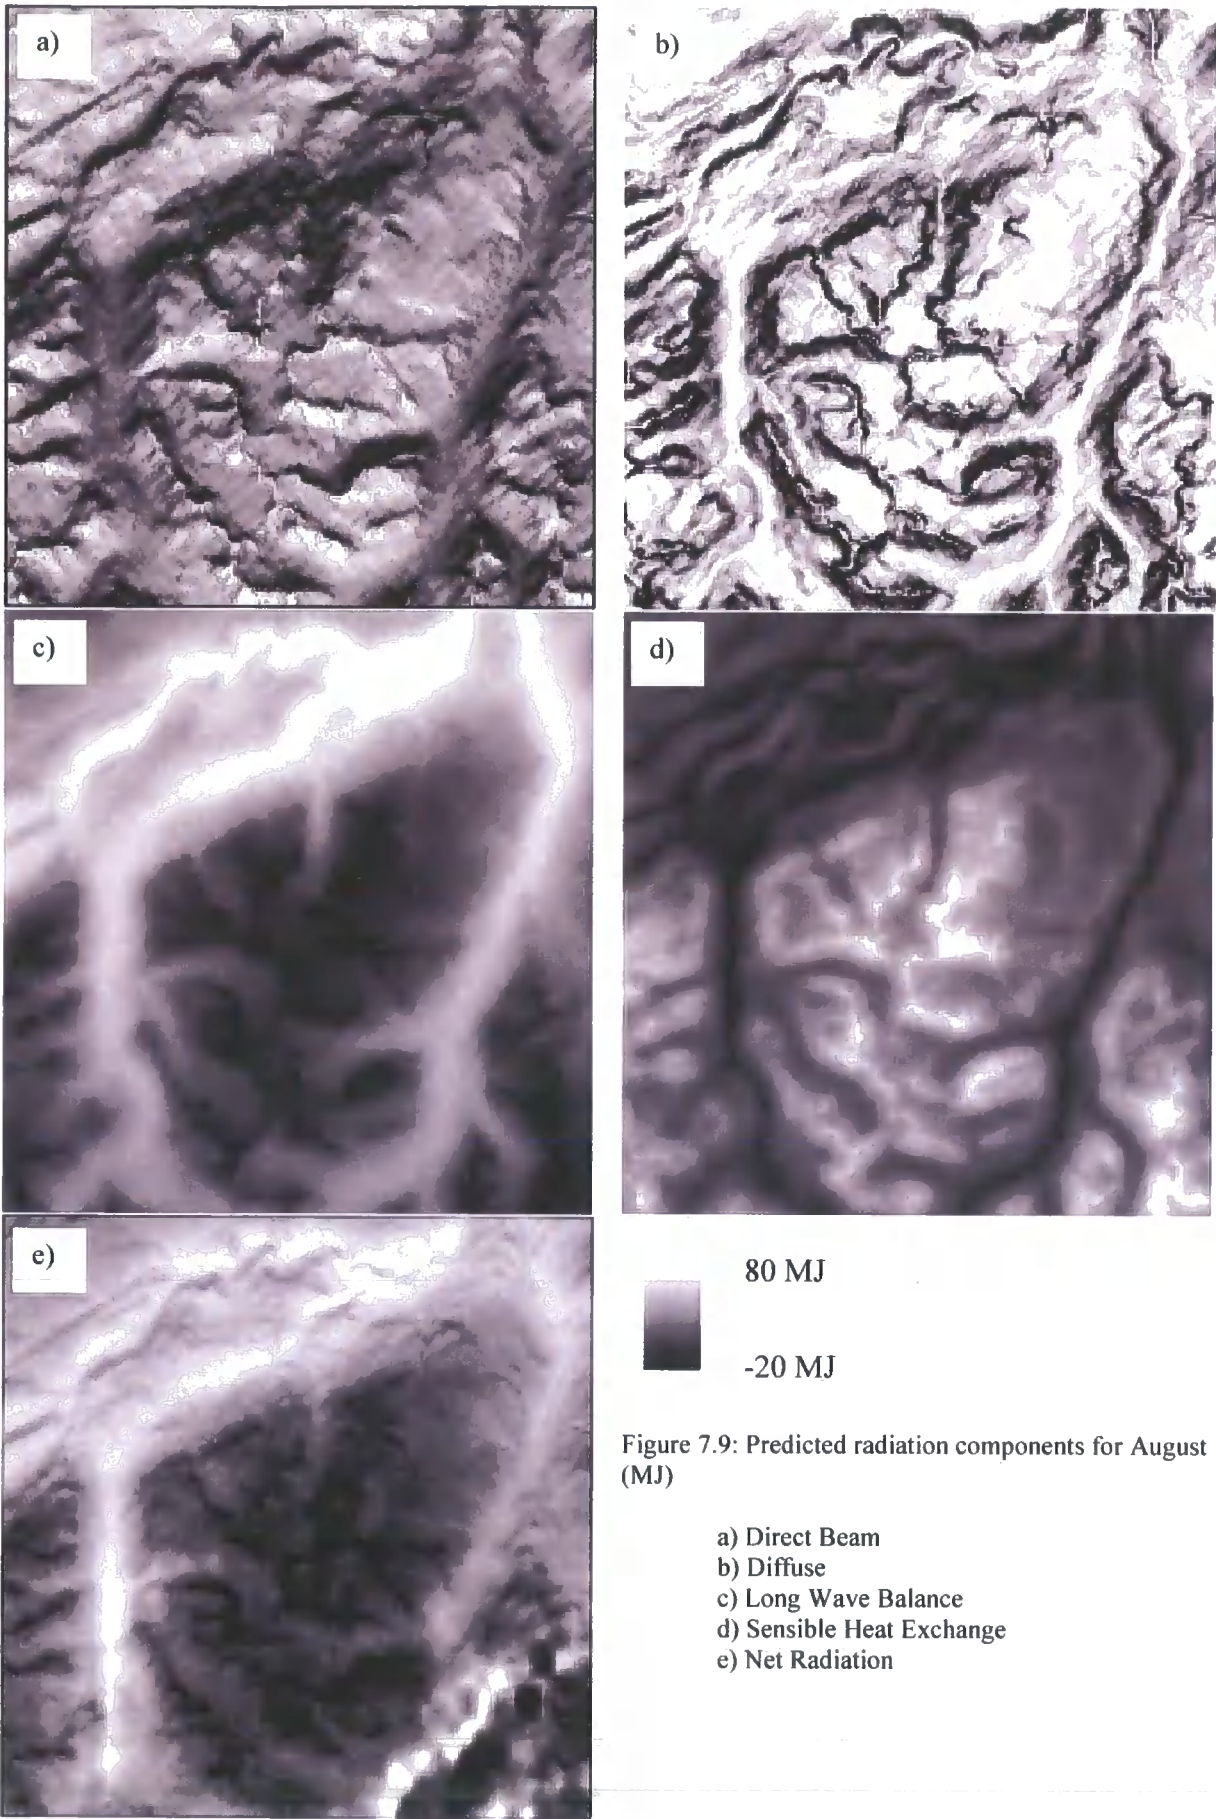 a)
b)
c)
d)
e)
80 MJ
-20 MJ
Figure 7.9: Predicted radiation components for August
(MJ)
a) Direct Beam
b) Diffuse
c) Long Wave Balance
d) Sensible Heat Exchange
e) Net Radiation